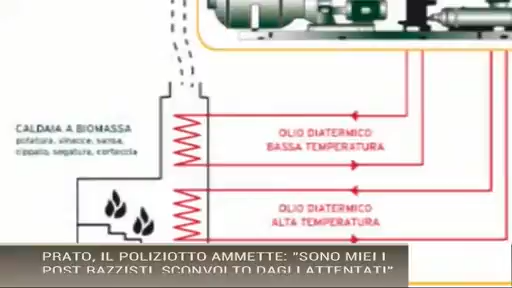 CALDAIA A BIOMASSA
potatura, vinacce, sansa,
cippato, segatura, corteccia
OLIO DIATERMICO
BASSA TEMPERATURA
OLIO DIATERMICO
ALTA TEMPERATURA
PRATO, IL POLIZIOTTO AMMETTE: "SONO MIEI I
POST RAZZISTI, SCONVOLTO DAGLI ATTENTATI"